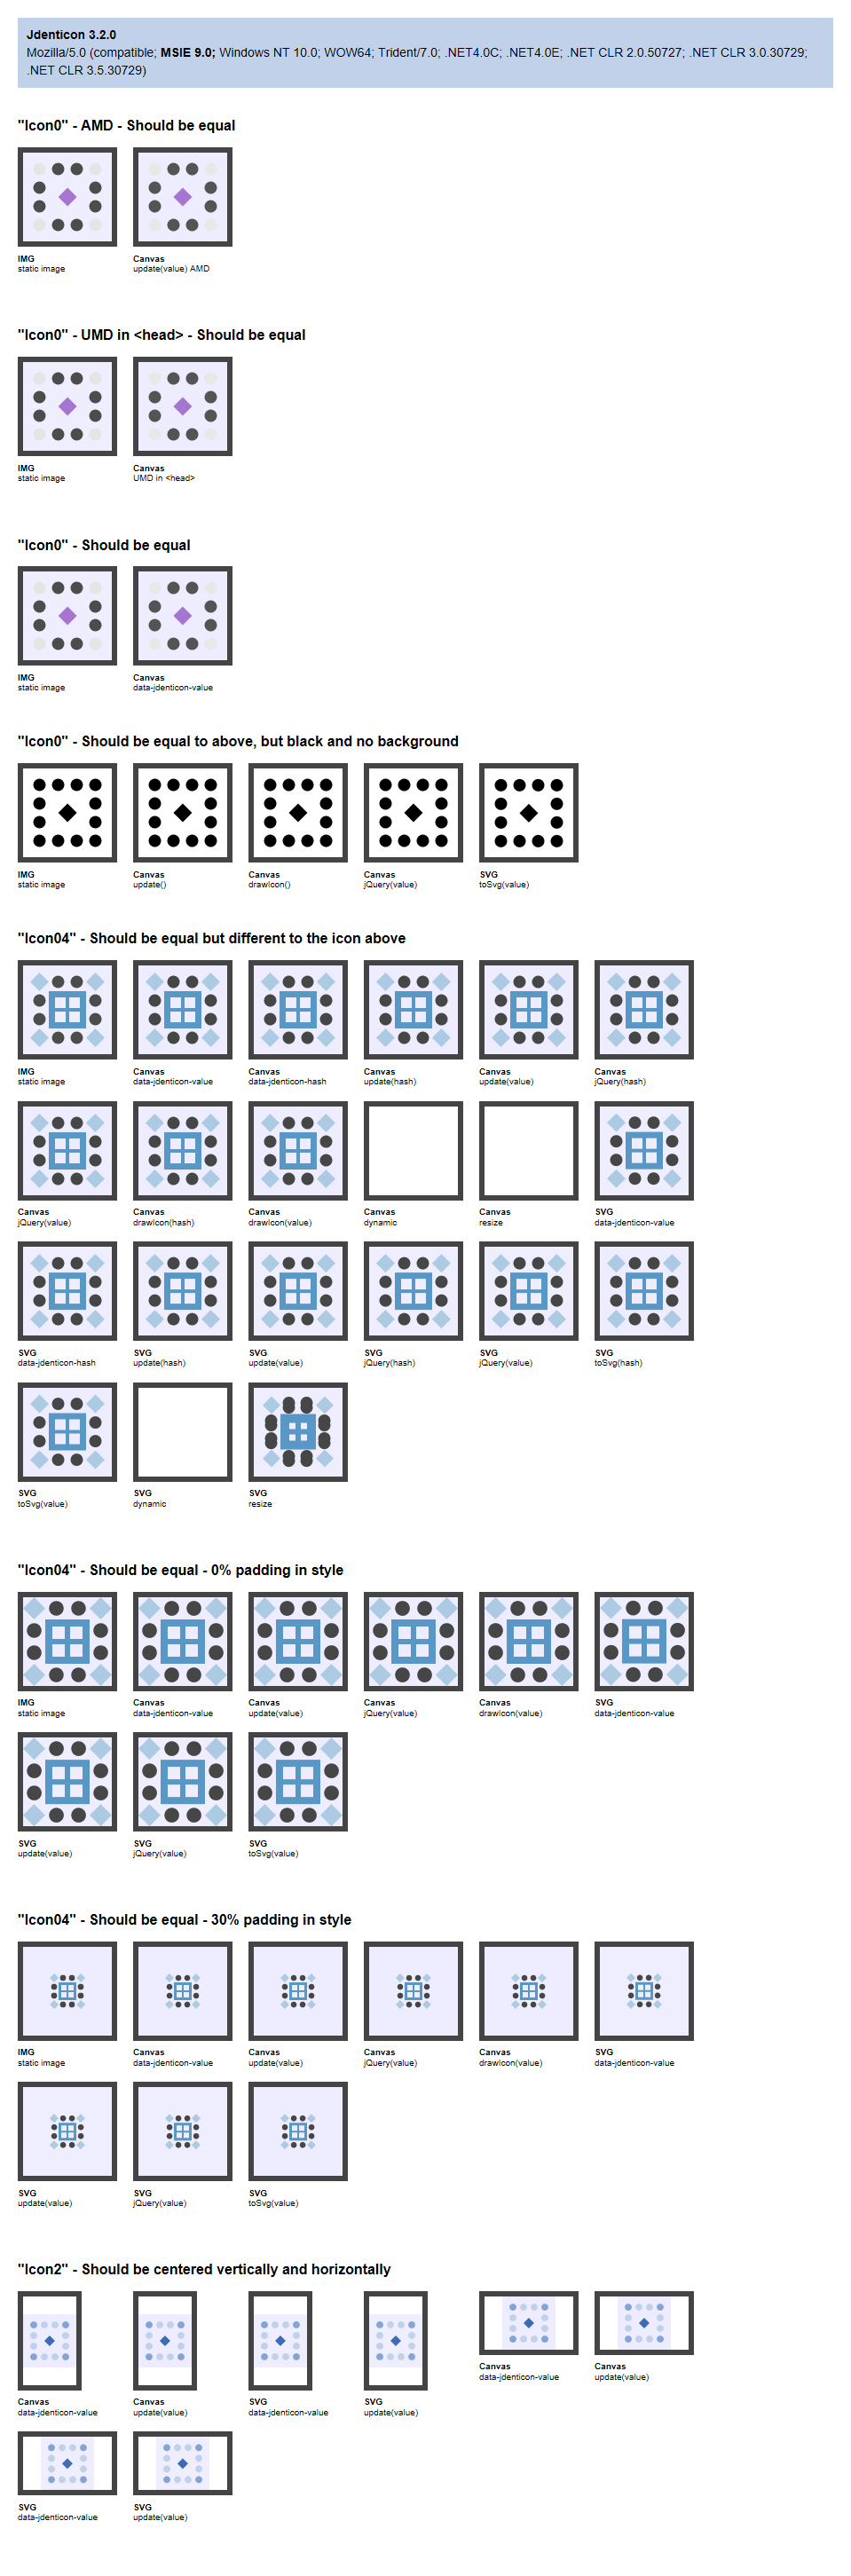 Jdenticon 3.2.0
Mozilla/5.0 (compatible; MSIE 9.0; Windows NT 10.0; WOW64; Trident/7.0; .NET4.0C; .NET4.0E; .NET CLR 2.0.50727; .NET CLR 3.0.30729;
.NET CLR 3.5.30729)
"Icon0" - AMD - Should be equal
IMG
static image
Canvas
update(value) AMD
"Icon0" - UMD in <head> - Should be equal
IMG
static image
Canvas
UMD in <head>
"Icon0" - Should be equal
IMG
static image
Canvas
data-jdenticon-value
"Icon0" - Should be equal to above, but black and no background
IMG
static image
Canvas
update()
Canvas
drawIcon()
Canvas
jQuery(value)
SVG
toSvg(value)
"Icon04" - Should be equal but different to the icon above
IMG
static image
Canvas
data-jdenticon-value
Canvas
data-jdenticon-hash
Canvas
update(hash)
Canvas
update(value)
Canvas
jQuery(hash)
Canvas
jQuery(value)
Canvas
drawIcon(hash)
Canvas
drawIcon(value)
Canvas
dynamic
Canvas
resize
SVG
data-jdenticon-value
SVG
data-jdenticon-hash
SVG
update(hash)
SVG
update(value)
SVG
jQuery(hash)
SVG
jQuery(value)
SVG
toSvg(hash)
SVG
toSvg(value)
SVG
dynamic
SVG
resize
"Icon04" - Should be equal - 0% padding in style
IMG
static image
Canvas
data-jdenticon-value
Canvas
update(value)
Canvas
jQuery(value)
Canvas
drawIcon(value)
SVG
data-jdenticon-value
SVG
update(value)
SVG
jQuery(value)
SVG
toSvg(value)
"Icon04" - Should be equal - 30% padding in style
IMG
static image
Canvas
data-jdenticon-value
Canvas
update(value)
Canvas
jQuery(value)
Canvas
drawIcon(value)
SVG
data-jdenticon-value
SVG
update(value)
SVG
jQuery(value)
SVG
toSvg(value)
"Icon2" - Should be centered vertically and horizontally
Canvas
data-jdenticon-value
Canvas
update(value)
SVG
data-jdenticon-value
SVG
update(value)
Canvas
data-jdenticon-value
Canvas
update(value)
SVG
data-jdenticon-value
SVG
update(value)